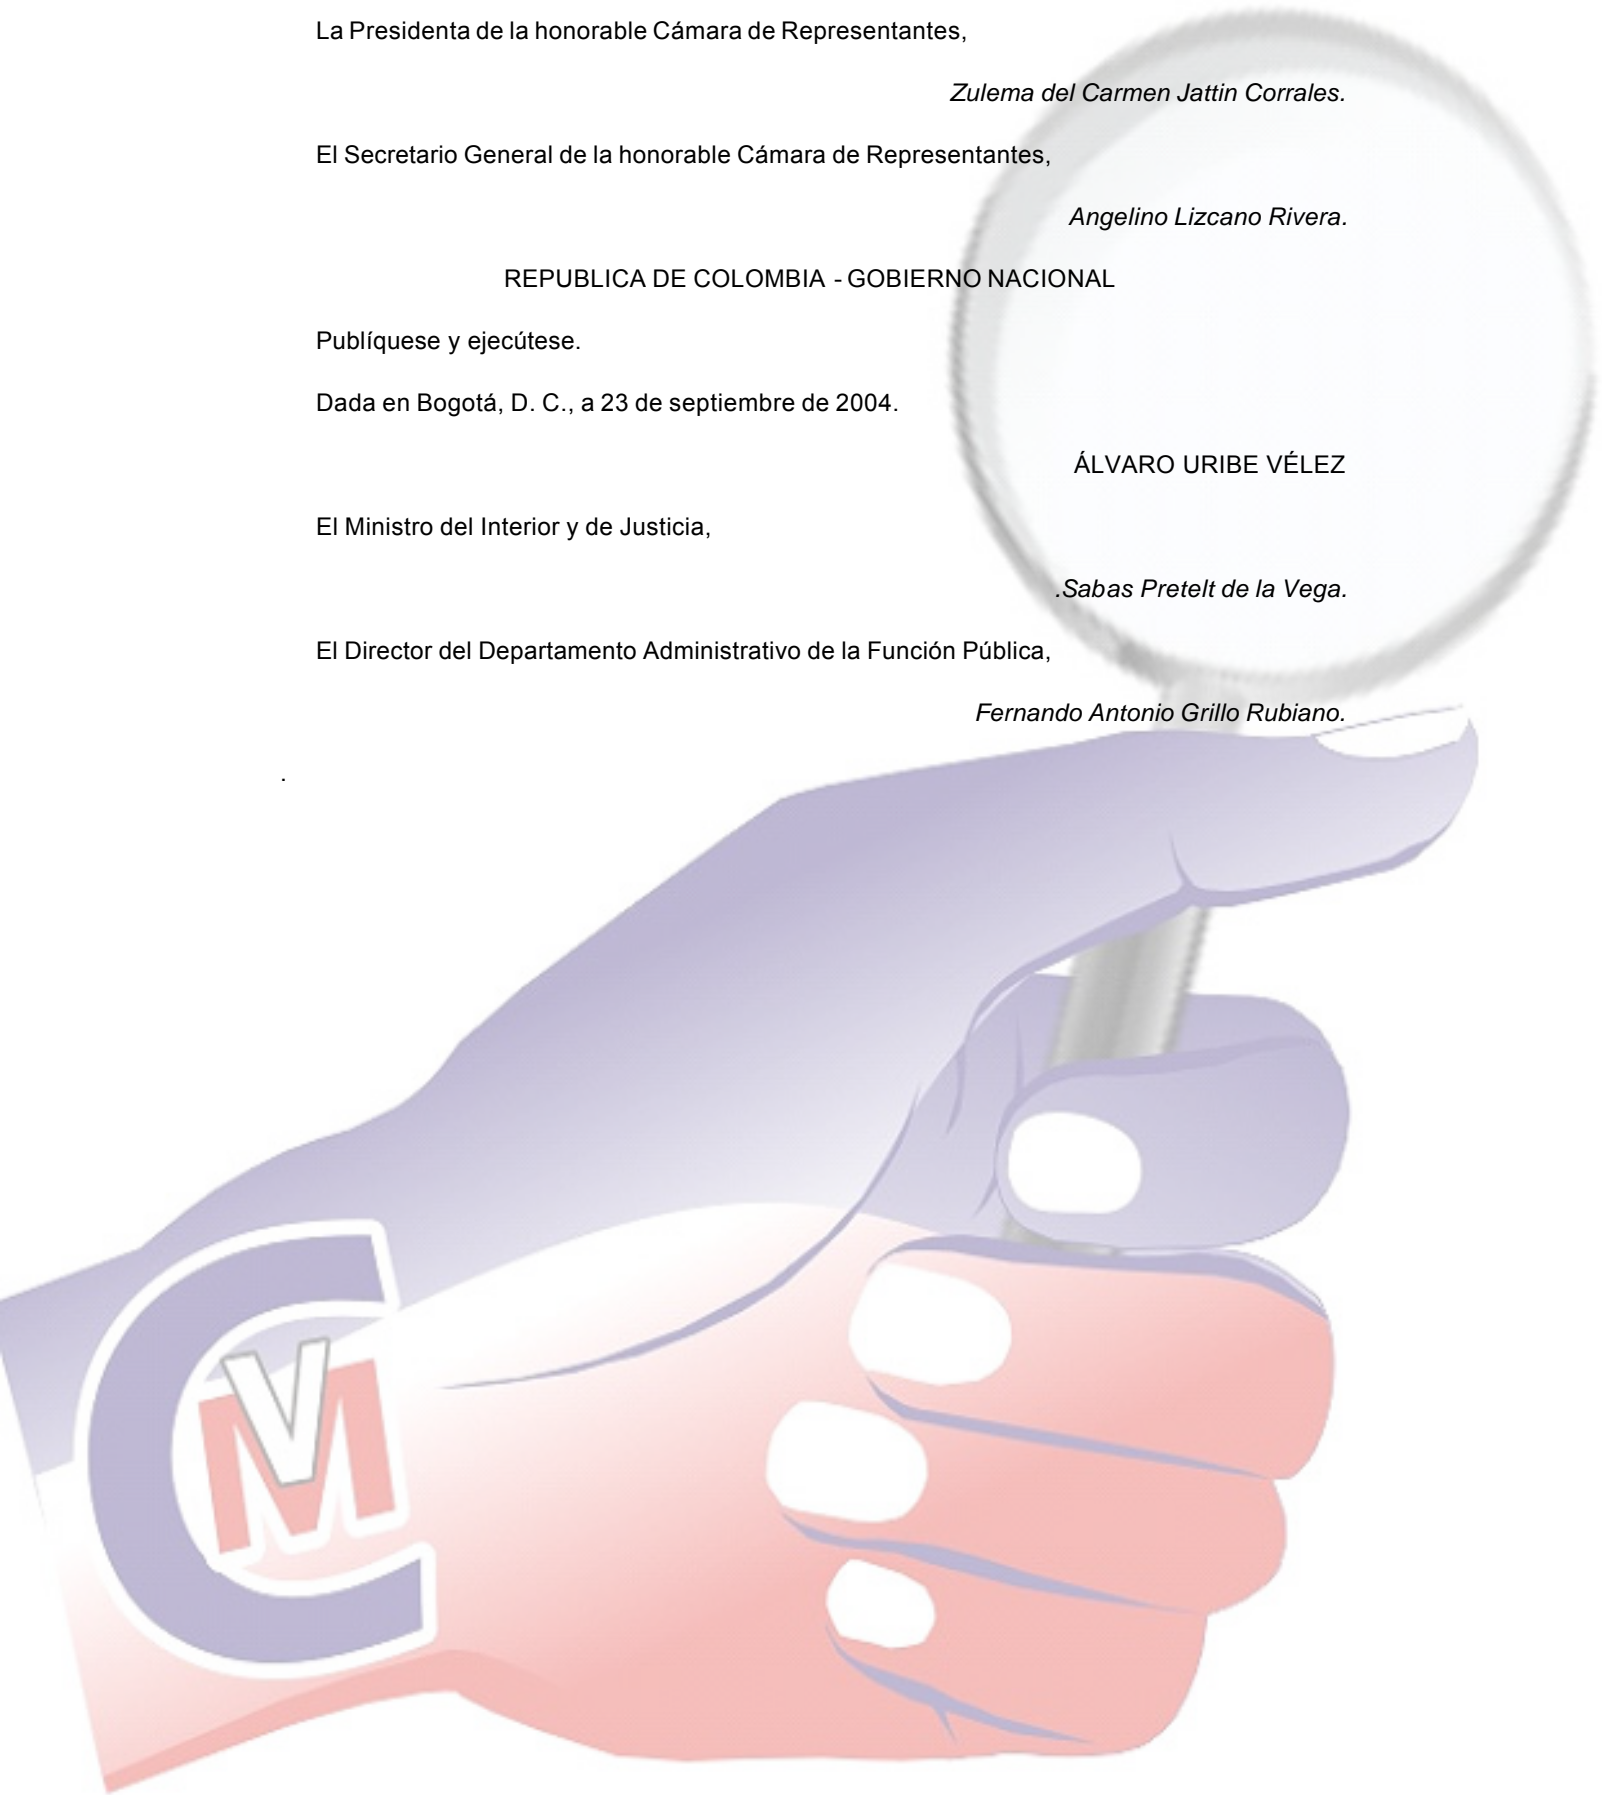 La Presidenta de la honorable Cámara de Representantes,
Zulema del Carmen Jattin Corrales.
El Secretario General de la honorable Cámara de Representantes,
Angelino Lizcano Rivera.
REPUBLICA DE COLOMBIA - GOBIERNO NACIONAL
Publíquese y ejecútese.
Dada en Bogotá, D. C., a 23 de septiembre de 2004.
ÁLVARO URIBE VÉLEZ
El Ministro del Interior y de Justicia,
.Sabas Pretelt de la Vega.
El Director del Departamento Administrativo de la Función Pública,
Fernando Antonio Grillo Rubiano.
.
CVM